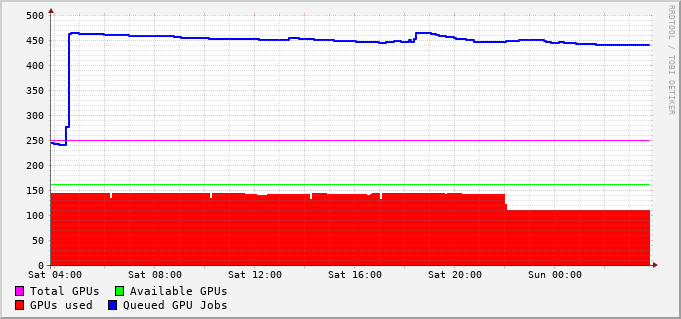 500
450
400
350
300
250
200
150
100
50
0
Sat 04:00 Sat 08:00 Sat 12:00 Sat 16:00 Sat 20:00 Sun 00:00
Total GPUs Available GPUs
GPUs used Queued GPU Jobs
RRDTOOL / TOBI OETIKER